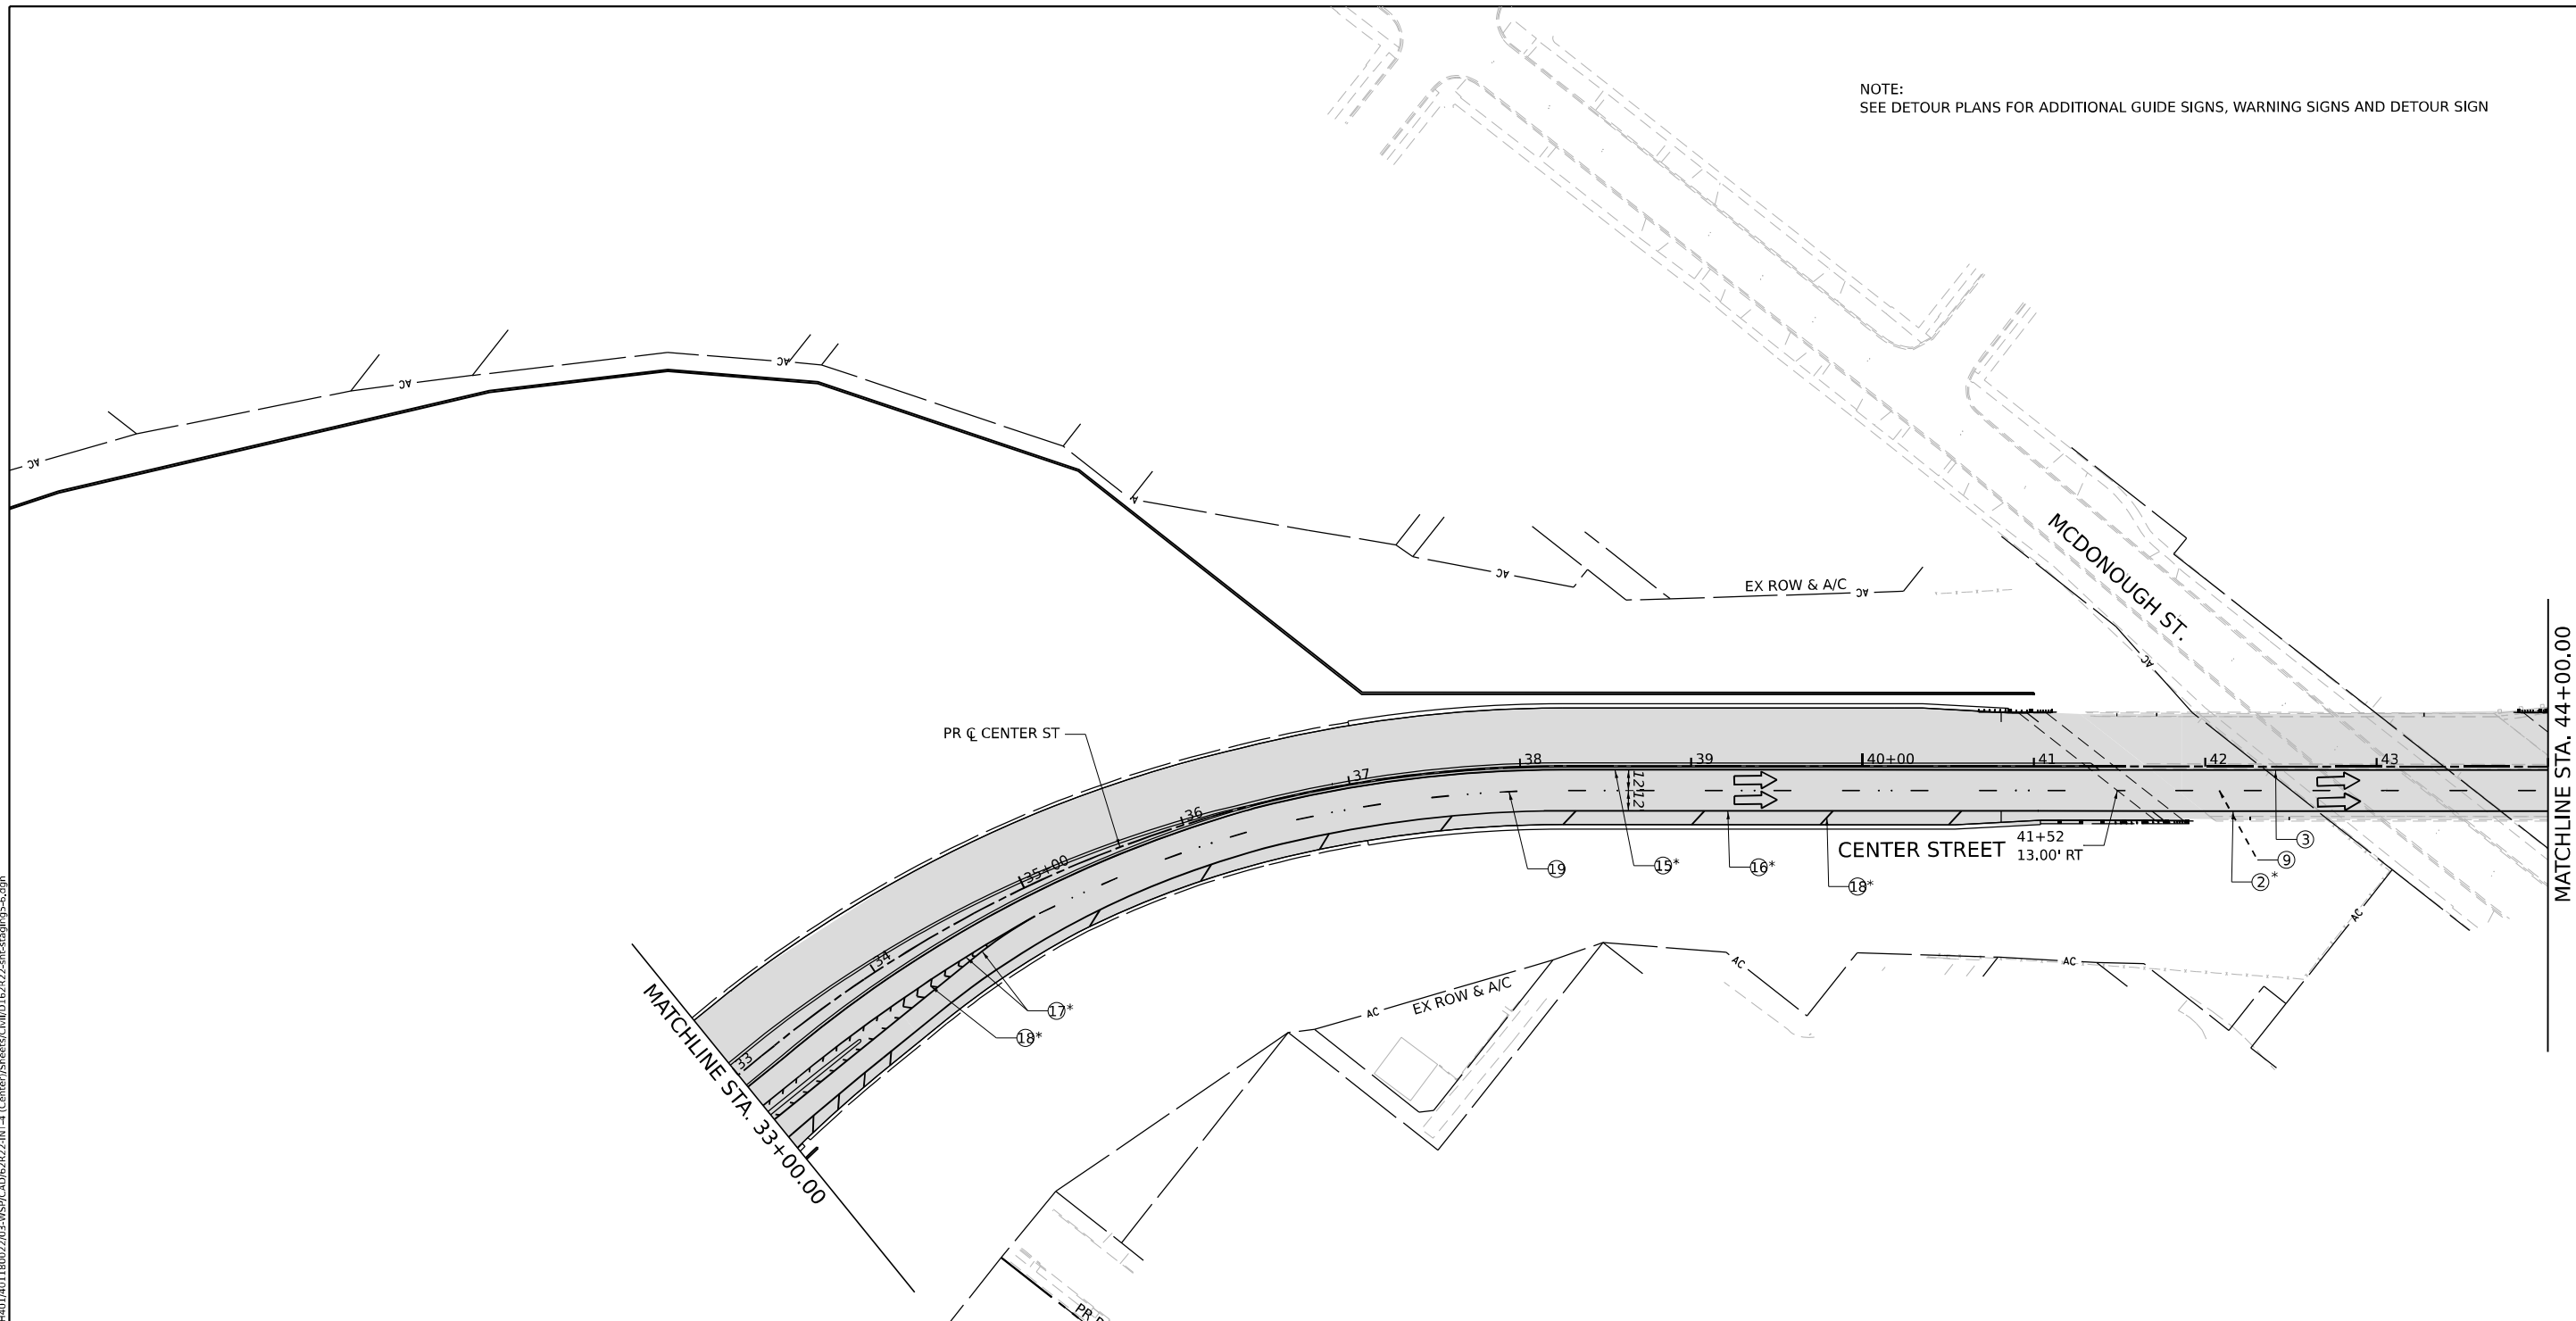 NOTE:
SEE DETOUR PLANS FOR ADDITIONAL GUIDE SIGNS, WARNING SIGNS AND DETOUR SIGN
AC
AC
AC
A
AC
EX ROW & A/C
AC
MCDONOUGH ST.
AC
MATCHLINE STA. 44+00.00
PR ℄ CENTER ST
33
34
35+00
36
37
38
39
40+00
41
42
43
12'
12'
CENTER STREET
41+52
13.00' RT
19
15*
16*
18*
3
9
2*
17*
18*
MATCHLINE STA. 33+00.00
AC
EX ROW & A/C
AC
AC
AC